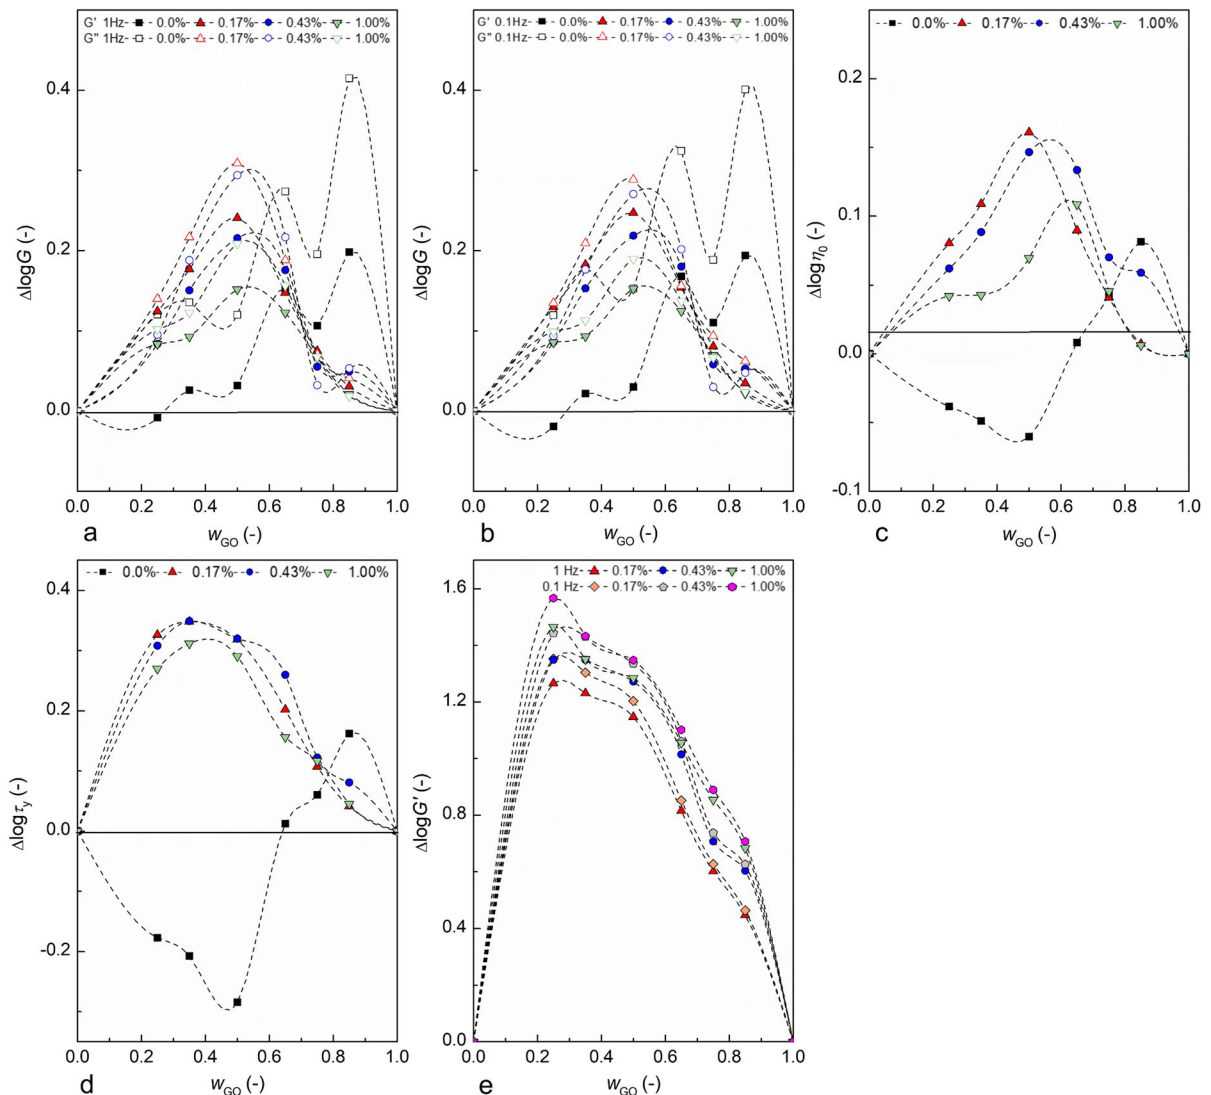 G' 1Hz 0.0% 0.17% 0.43% 1.00%
G'' 1Hz 0.0% 0.17% 0.43% 1.00%
0.4
0.2
0.0
ΔlogG (-)
0.0 0.2 0.4 0.6 0.8 1.0
a
wGO (-)
G' 0.1Hz 0.0% 0.17% 0.43% 1.00%
G'' 0.1Hz 0.0% 0.17% 0.43% 1.00%
0.4
0.2
0.0
ΔlogG (-)
0.0 0.2 0.4 0.6 0.8 1.0
b
wGO (-)
0.0% 0.17% 0.43% 1.00%
0.2
0.1
0.0
-0.1
Δlogη0 (-)
0.0 0.2 0.4 0.6 0.8 1.0
c
wGO (-)
0.0% 0.17% 0.43% 1.00%
0.4
0.2
0.0
-0.2
Δlogτy (-)
0.0 0.2 0.4 0.6 0.8 1.0
d
wGO (-)
1 Hz 0.17% 0.43% 1.00%
0.1 Hz 0.17% 0.43% 1.00%
1.6
1.2
0.8
0.4
0.0
ΔlogG' (-)
0.0 0.2 0.4 0.6 0.8 1.0
e
wGO (-)